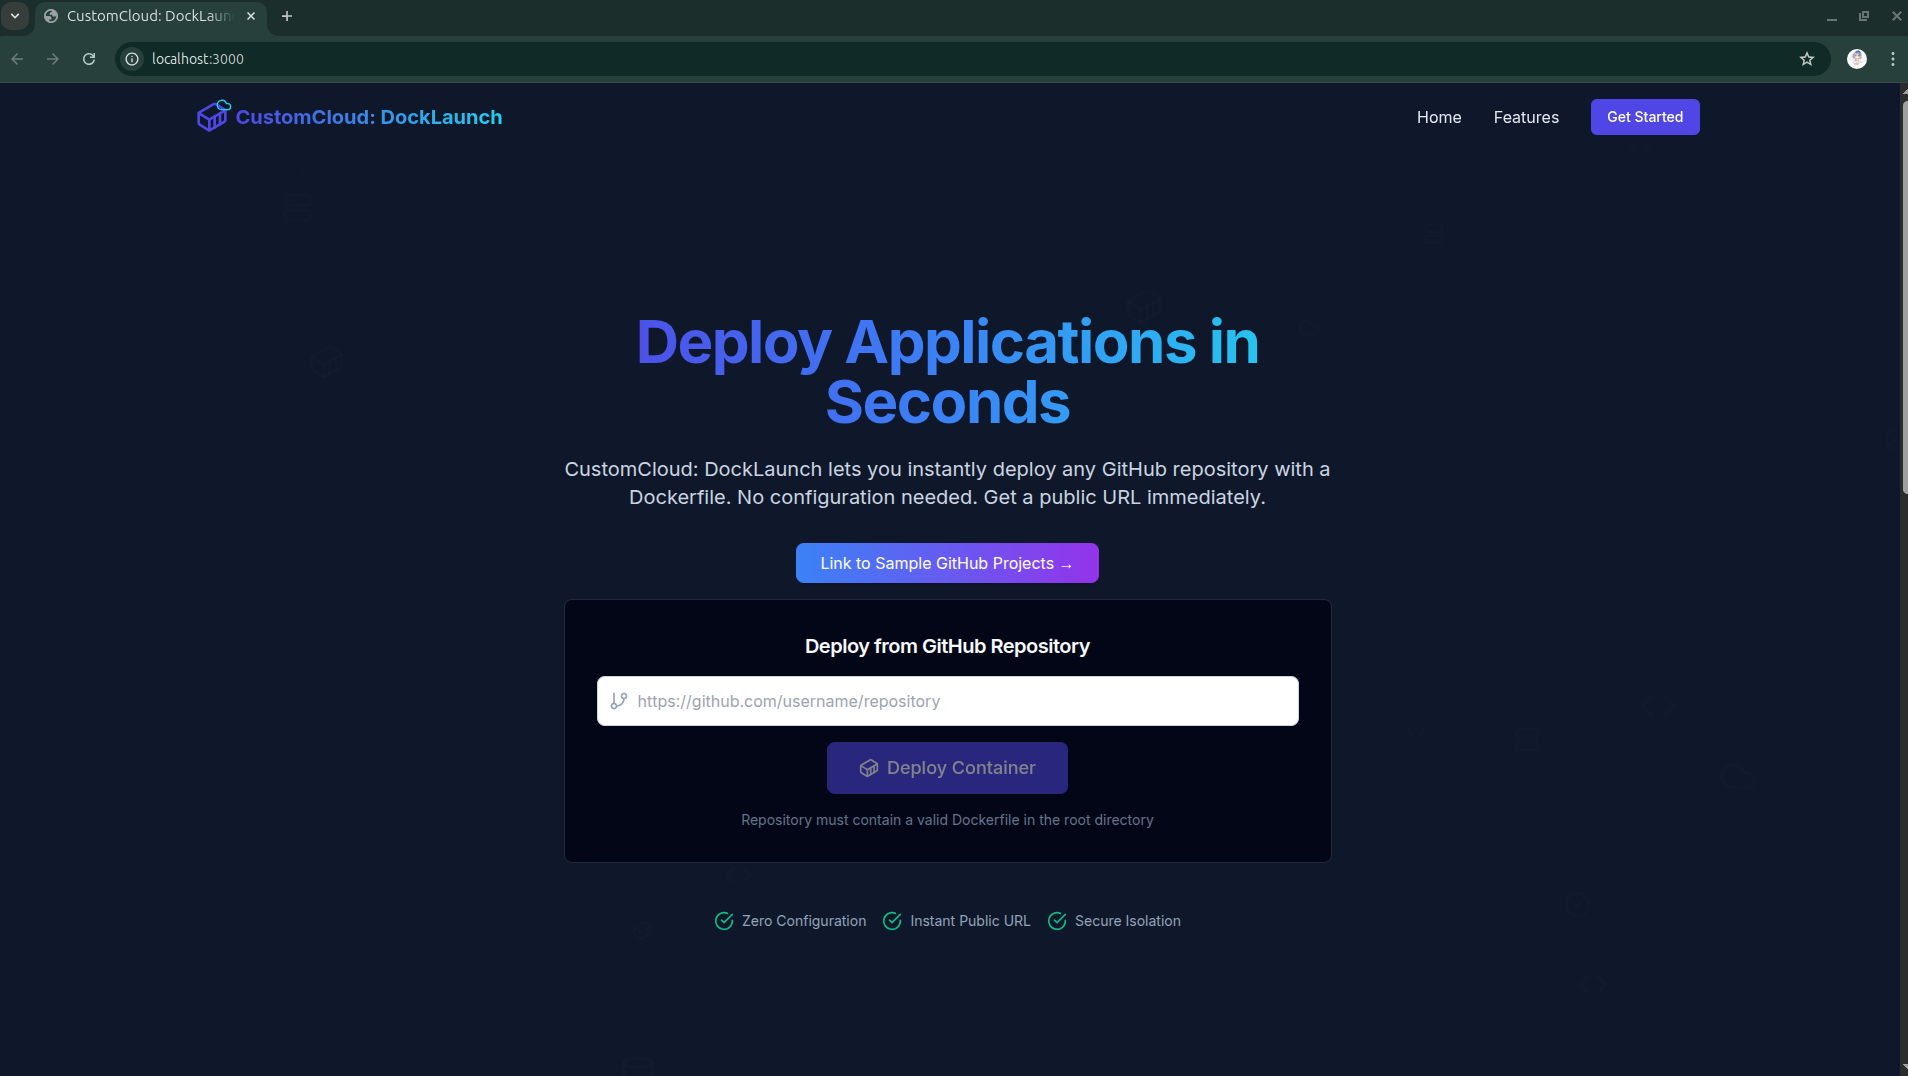 CustomCloud: DockLaun
localhost:3000
CustomCloud: DockLaunch
Home
Features
Get Started
Deploy Applications in
Seconds
CustomCloud: DockLaunch lets you instantly deploy any GitHub repository with a
Dockerfile. No configuration needed. Get a public URL immediately.
Link to Sample GitHub Projects →
Deploy from GitHub Repository
https://github.com/username/repository
Deploy Container
Repository must contain a valid Dockerfile in the root directory
Zero Configuration
Instant Public URL
Secure Isolation